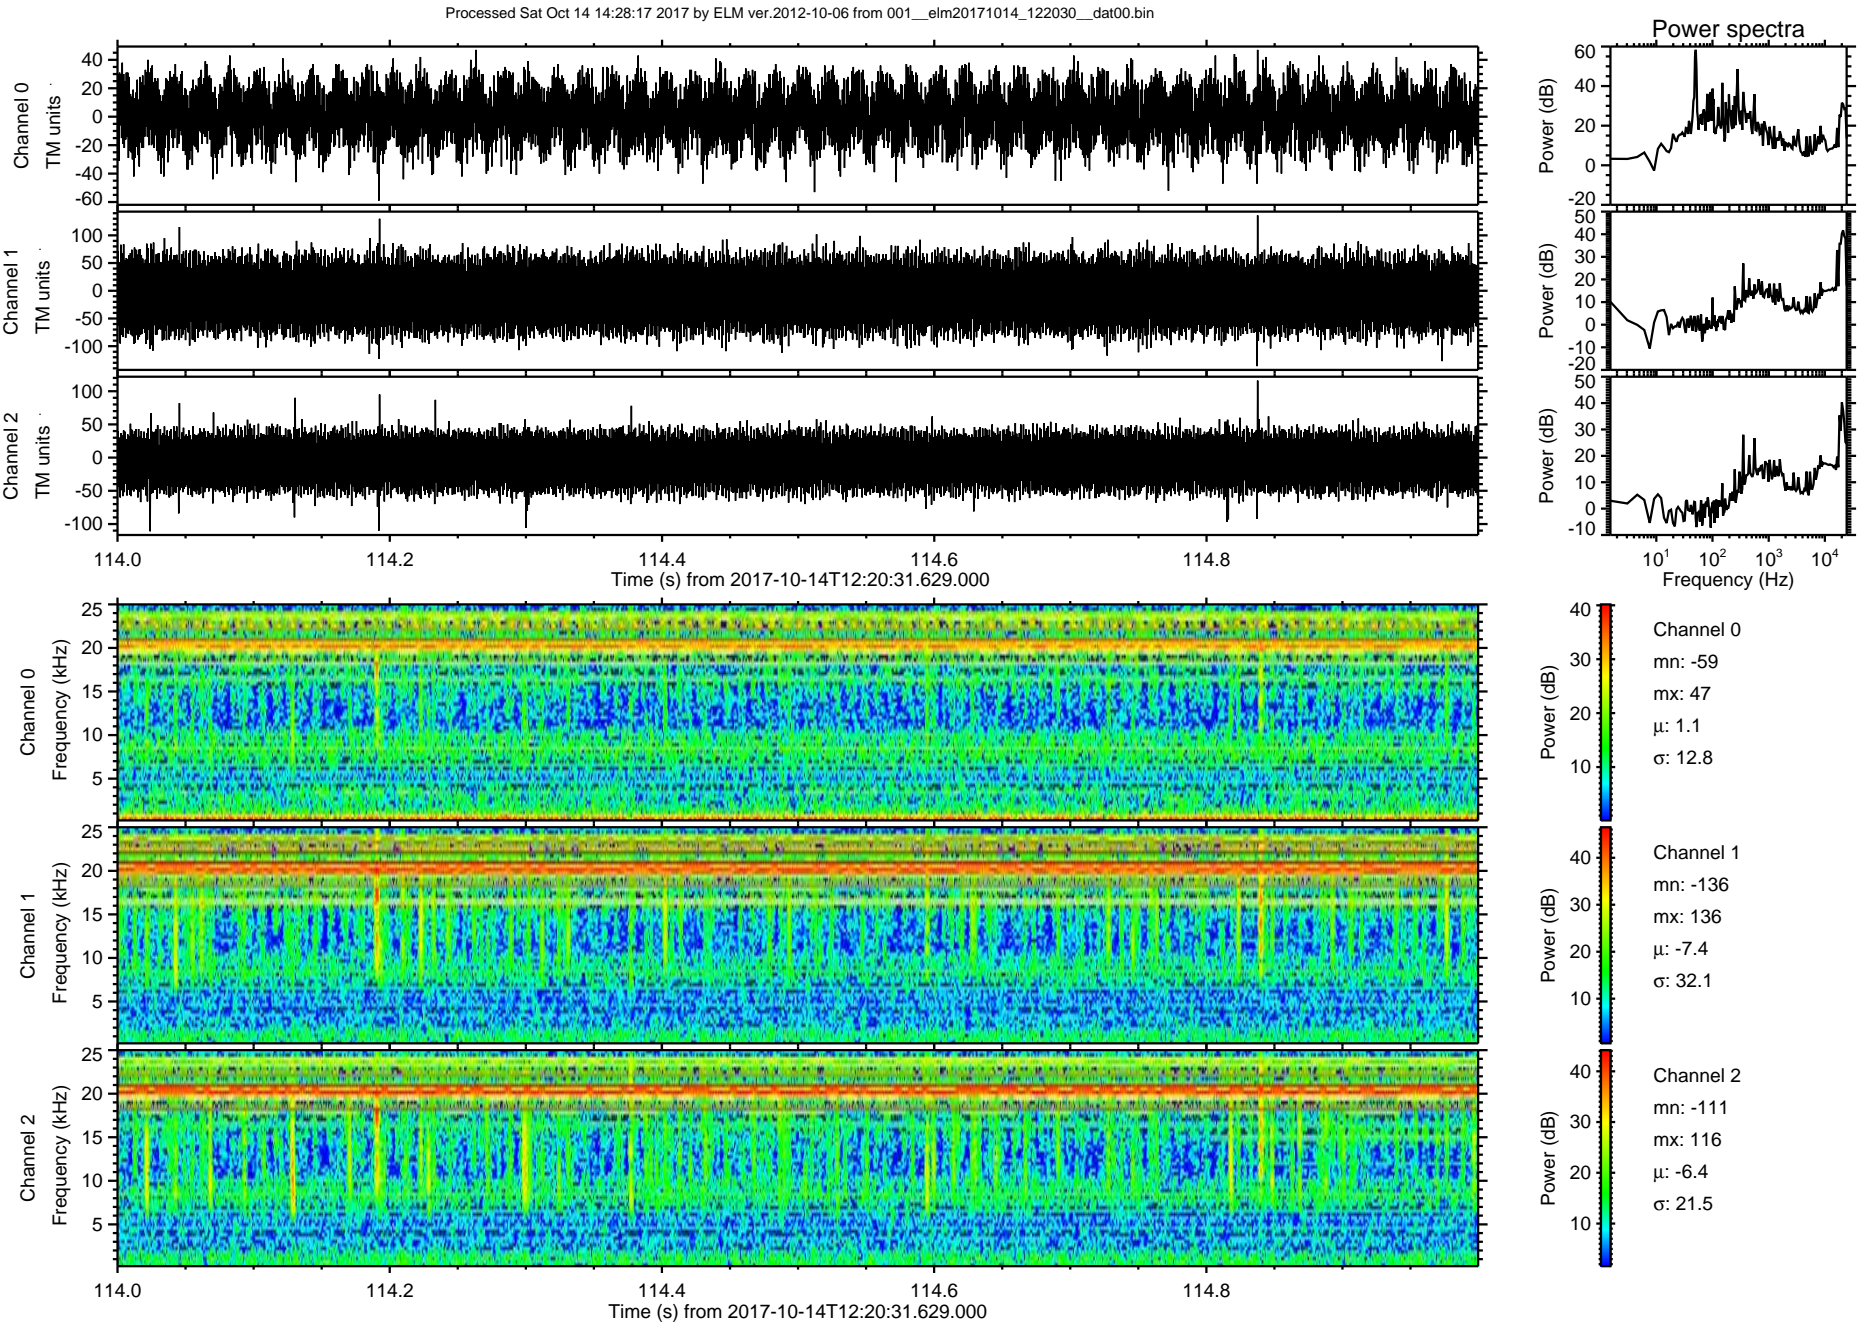 Processed Sat Oct 14 14:28:17 2017 by ELM ver.2012-10-06 from 001__elm20171014_122030__dat00.bin
Power spectra
Channel 0
TM units
40
20
0
-20
-40
-60
Power (dB)
60
40
20
0
-20
Channel 1
TM units
100
50
0
-50
-100
Power (dB)
50
40
30
20
10
0
-10
-20
Channel 2
TM units
100
50
0
-50
-100
Power (dB)
50
40
30
20
10
0
-10
114.0 114.2 114.4 114.6 114.8
Time (s) from 2017-10-14T12:20:31.629.000
10¹ 10² 10³ 10⁴
Frequency (Hz)
Channel 0
Frequency (kHz)
25
20
15
10
5
Power (dB)
40
30
20
10
Channel 0
mn: -59
mx: 47
μ: 1.1
σ: 12.8
Channel 1
Frequency (kHz)
25
20
15
10
5
Power (dB)
40
30
20
10
Channel 1
mn: -136
mx: 136
μ: -7.4
σ: 32.1
Channel 2
Frequency (kHz)
25
20
15
10
5
Power (dB)
40
30
20
10
Channel 2
mn: -111
mx: 116
μ: -6.4
σ: 21.5
114.0 114.2 114.4 114.6 114.8
Time (s) from 2017-10-14T12:20:31.629.000